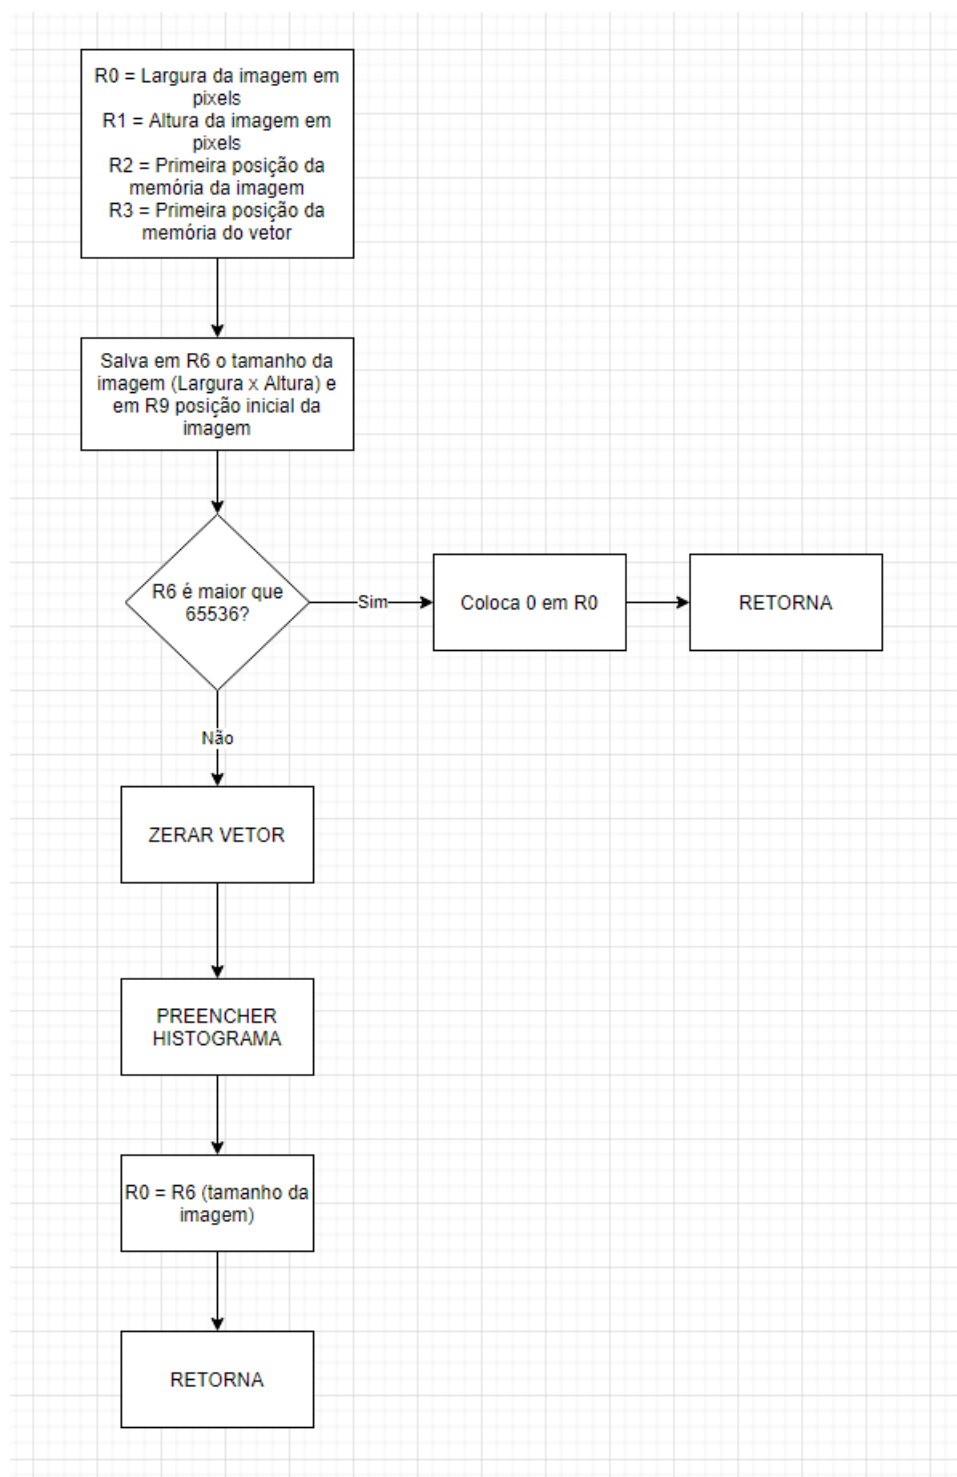 R0 = Largura da imagem em
pixels
R1 = Altura da imagem em
pixels
R2 = Primeira posição da
memória da imagem
R3 = Primeira posição da
memória do vetor
Salva em R6 o tamanho da
imagem (Largura x Altura) e
em R9 posição inicial da
imagem
R6 é maior que
65536?
Sim
Coloca 0 em R0
RETORNA
Não
ZERAR VETOR
PREENCHER
HISTOGRAMA
R0 = R6 (tamanho da
imagem)
RETORNA